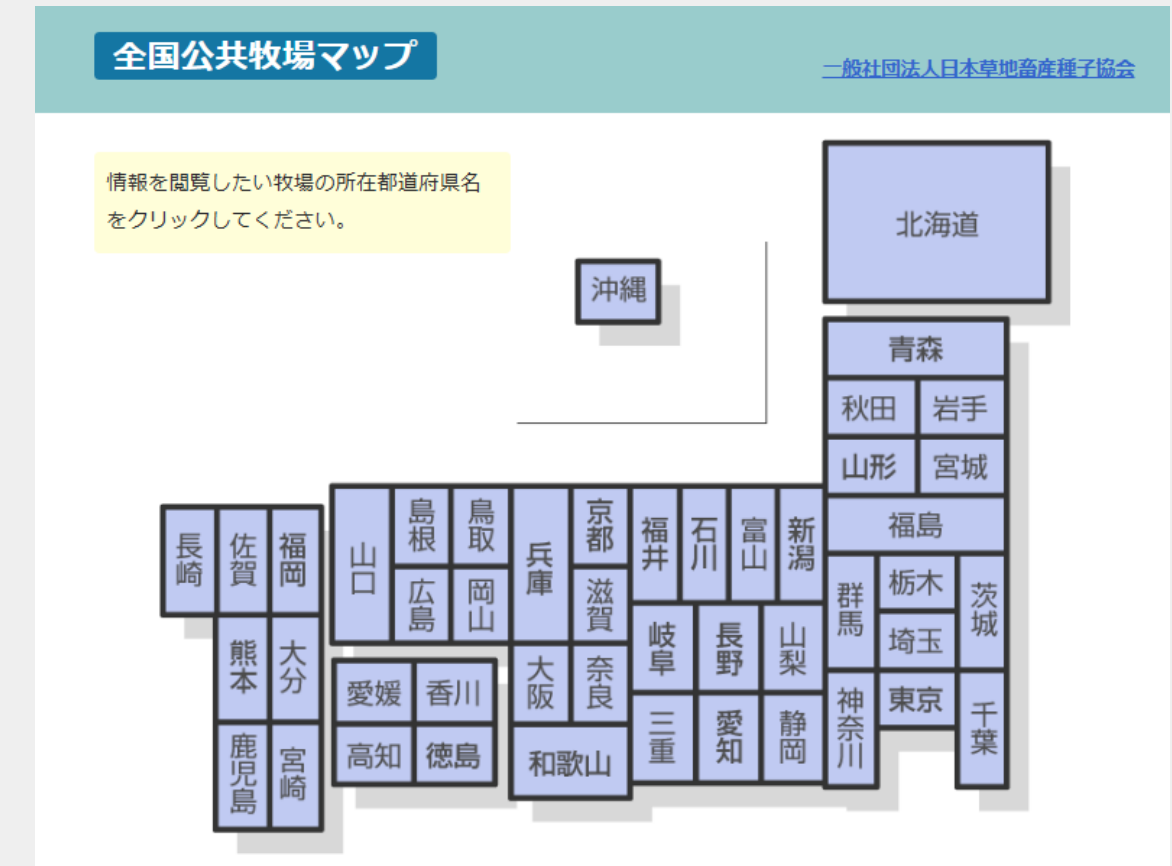 全国公共牧場マップ
一般社団法人日本草地畜産種子協会
情報を閲覧したい牧場の所在都道府県名
をクリックしてください。
北海道
沖縄
青森
秋田
岩手
山形
宮城
福島
長崎
佐賀
福岡
山口
島根
鳥取
兵庫
京都
福井
石川
富山
新潟
広島
岡山
滋賀
群馬
栃木
茨城
埼玉
熊本
大分
愛媛
香川
大阪
奈良
岐阜
長野
山梨
神奈川
東京
千葉
鹿児島
宮崎
高知
徳島
和歌山
三重
愛知
静岡